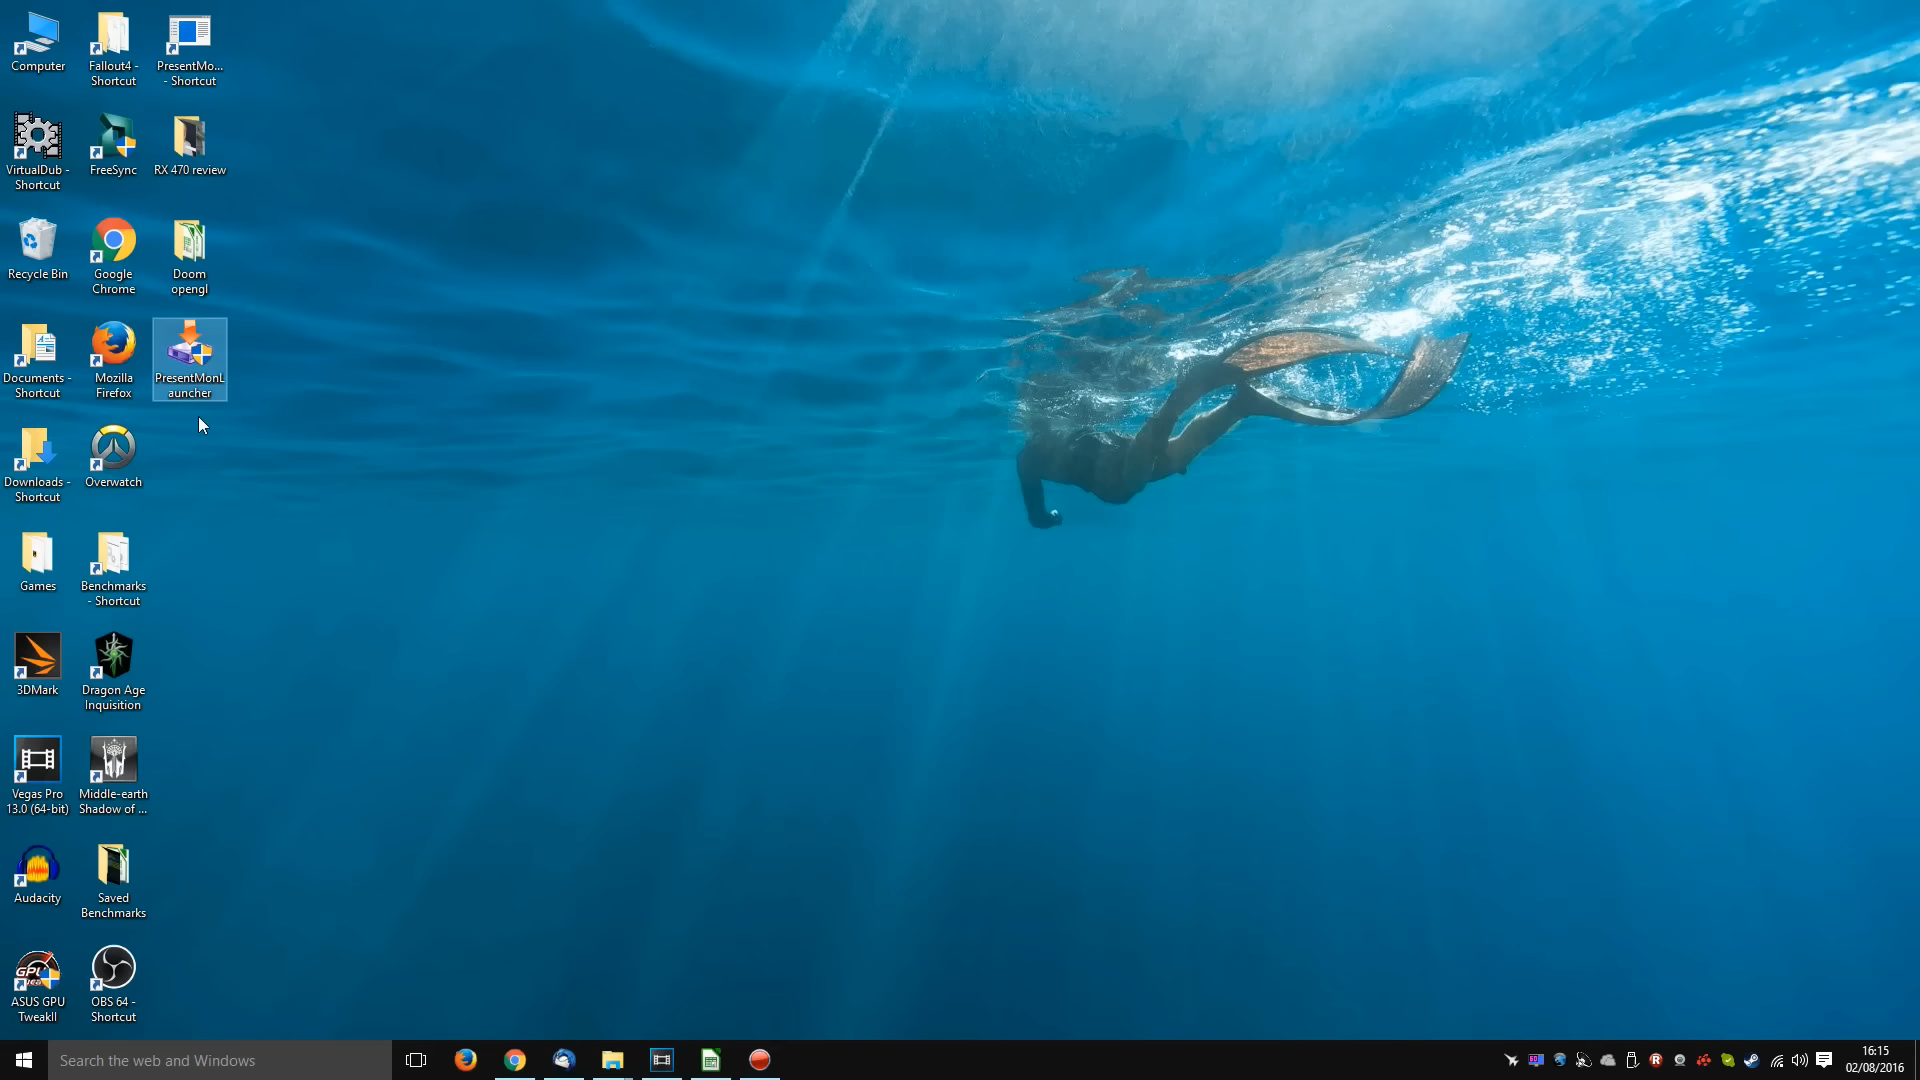 Computer
Fallout4 -
Shortcut
PresentMo...
- Shortcut
VirtualDub -
Shortcut
FreeSync
RX 470 review
Recycle Bin
Google
Chrome
Doom
opengl
Documents -
Shortcut
Mozilla
Firefox
PresentMonL
auncher
Downloads -
Shortcut
Overwatch
Games
Benchmarks
- Shortcut
3DMark
Dragon Age
Inquisition
Vegas Pro
13.0 (64-bit)
Middle-earth
Shadow of ...
Audacity
Saved
Benchmarks
GPU
ASUS GPU
TweakII
OBS 64 -
Shortcut
Search the web and Windows
60
R
16:15
02/08/2016